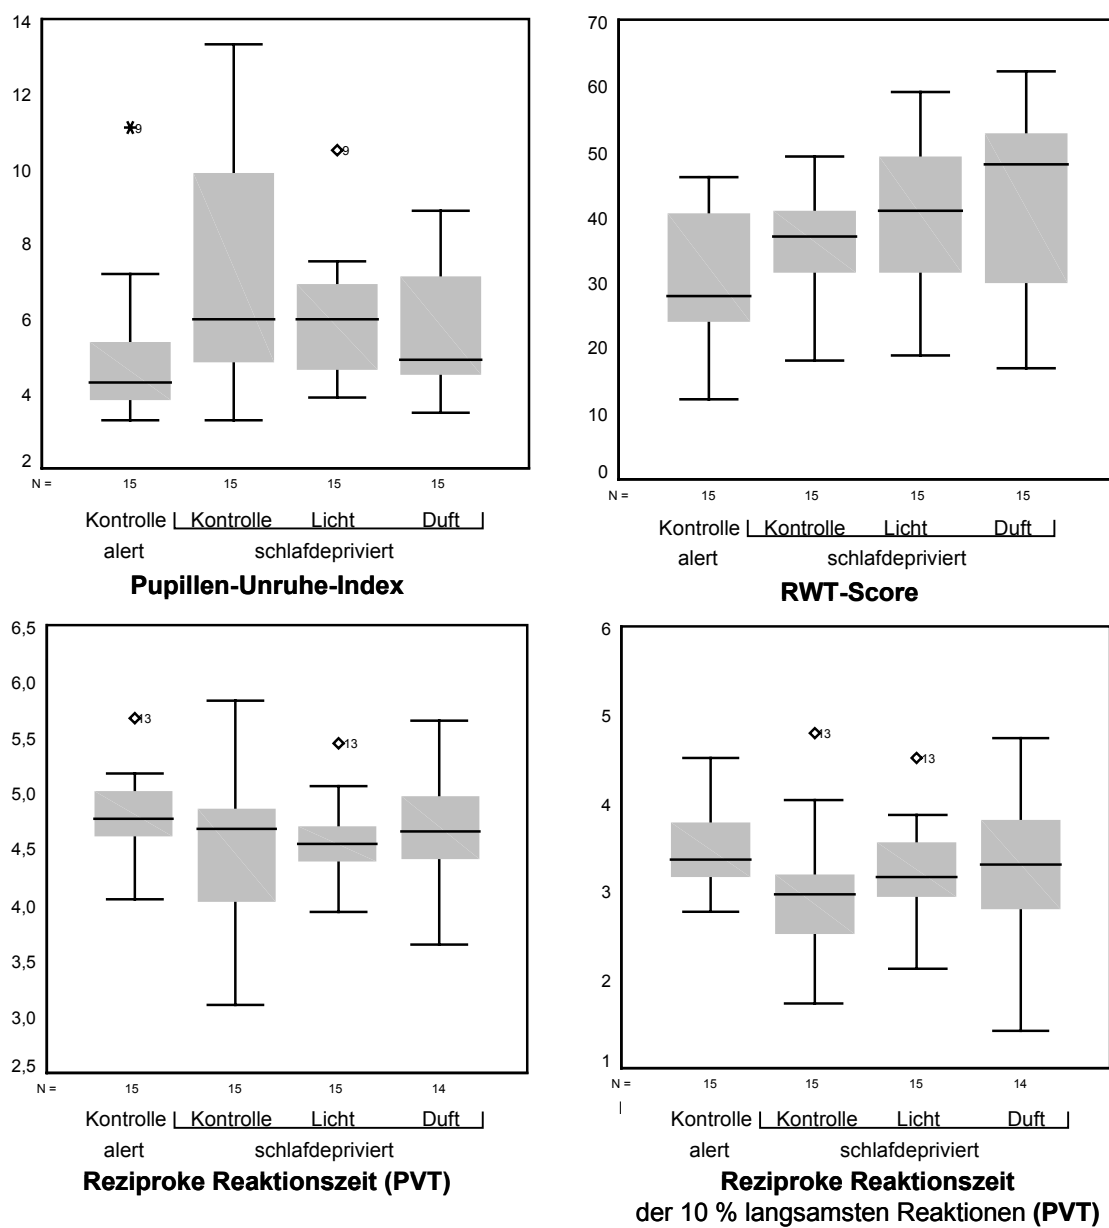 14
12
10
8
6
4
2
9
9
N = 15 15 15 15
Kontrolle Kontrolle Licht Duft
alert schlafdepriviert
Pupillen-Unruhe-Index
70
60
50
40
30
20
10
0
N = 15 15 15 15
Kontrolle Kontrolle Licht Duft
alert schlafdepriviert
RWT-Score
6,5
6,0
5,5
5,0
4,5
4,0
3,5
3,0
2,5
13
13
N = 15 15 15 14
Kontrolle Kontrolle Licht Duft
alert schlafdepriviert
Reziproke Reaktionszeit (PVT)
6
5
4
3
2
1
13
13
N = 15 15 15 14
Kontrolle Kontrolle Licht Duft
alert schlafdepriviert
Reziproke Reaktionszeit
der 10 % langsamsten Reaktionen (PVT)